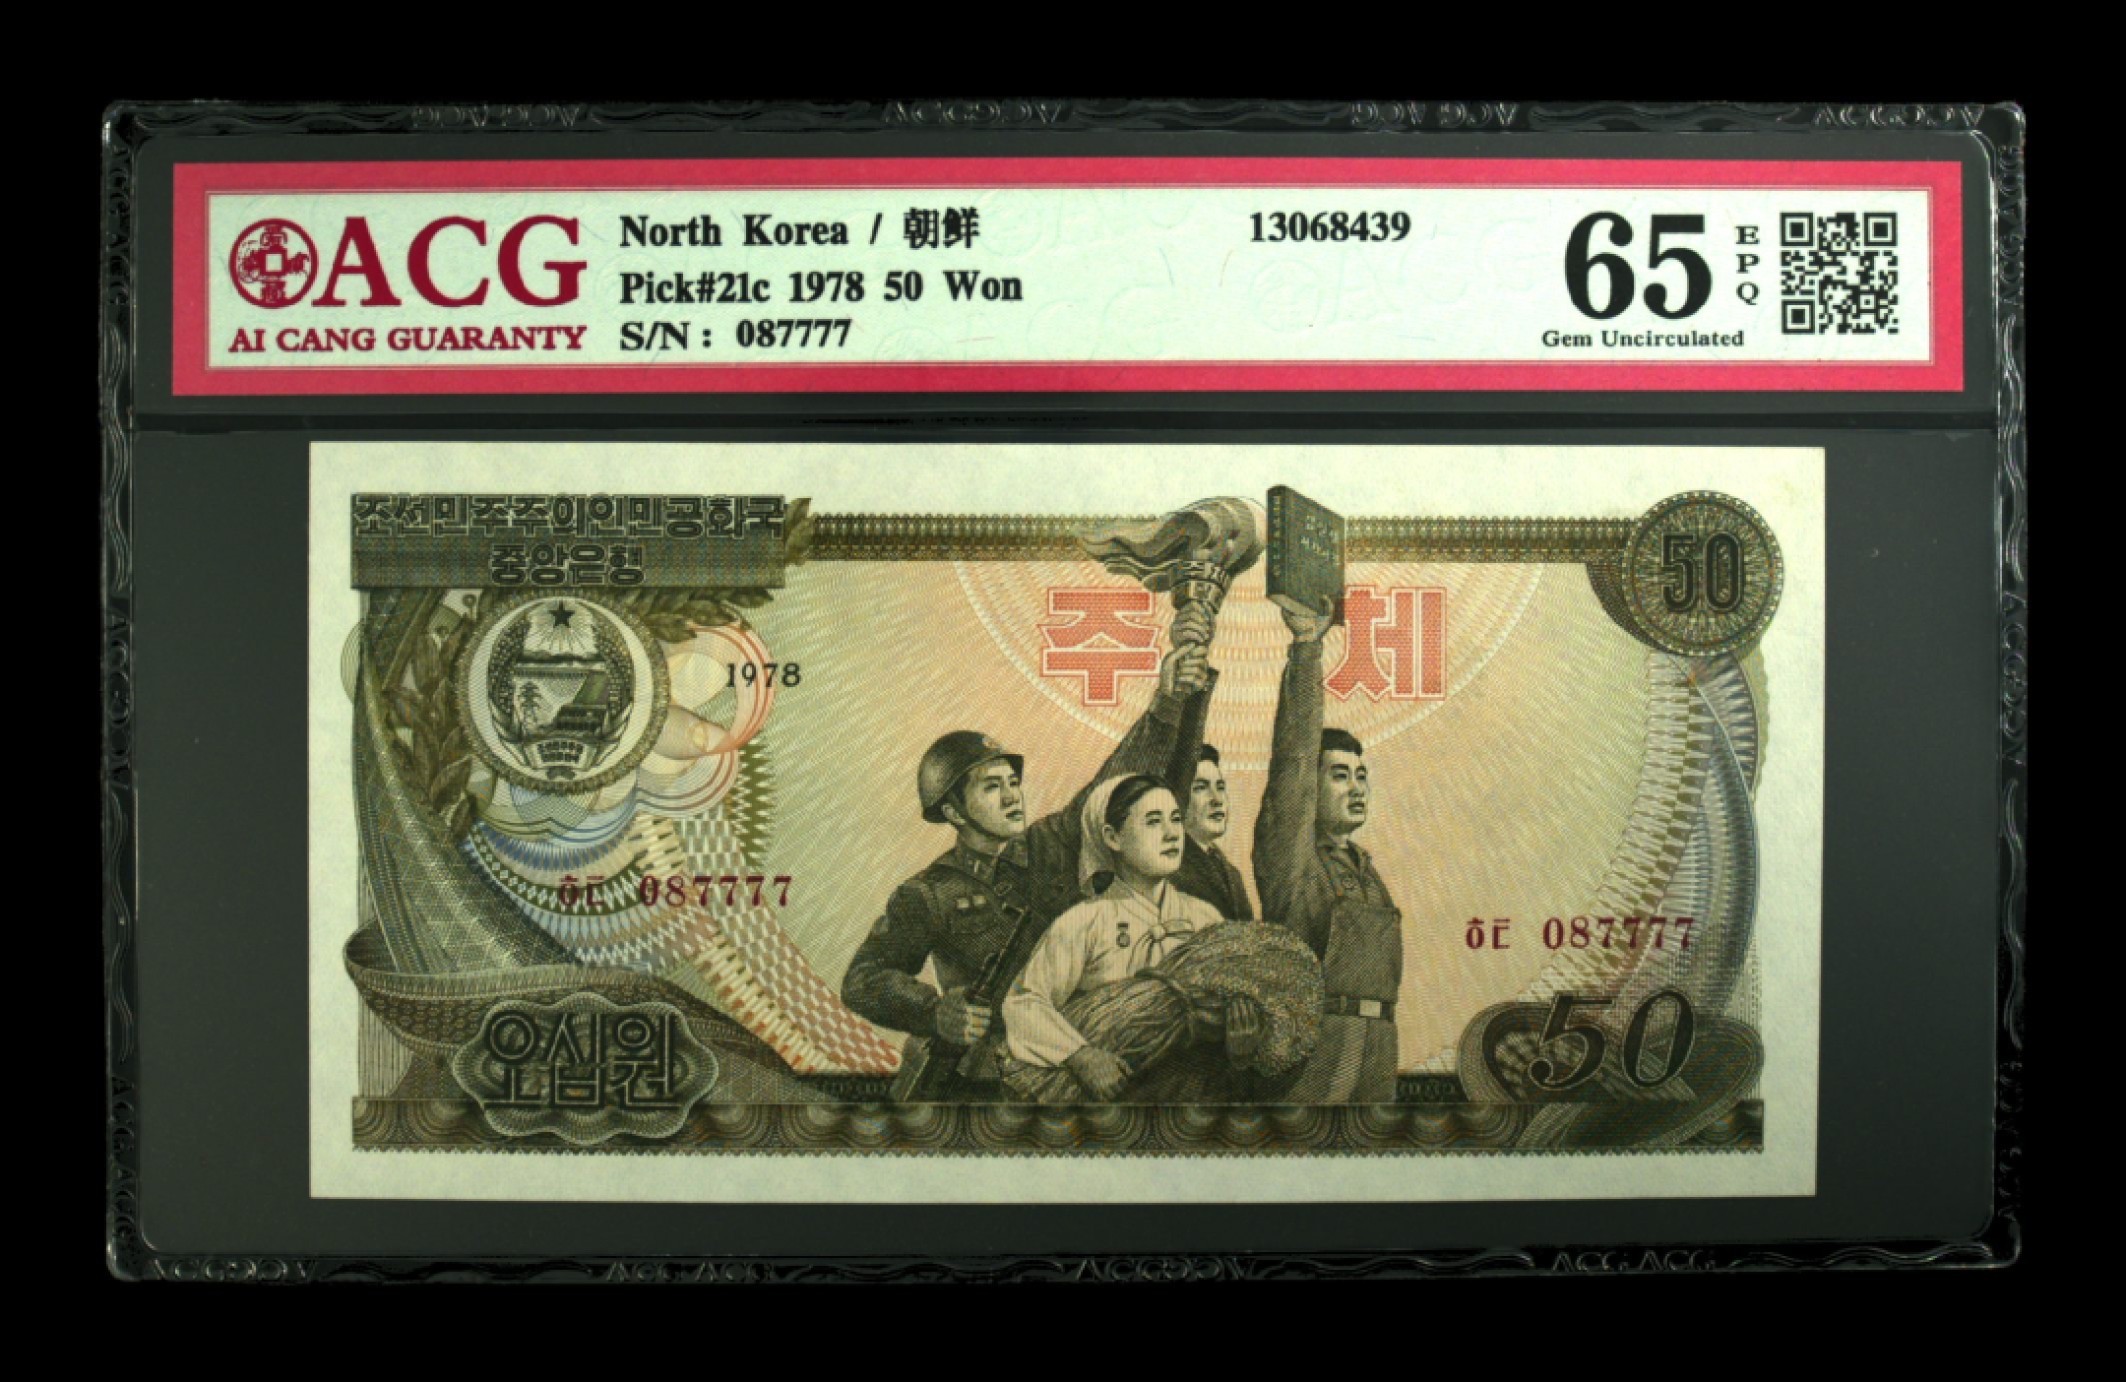 ACG
AI CANG GUARANTY
North Korea / 朝鲜
Pick#21c 1978 50 Won
S/N : 087777
13068439
65
EPQ
Gem Uncirculated
조선민주주의인민공화국
중앙은행
50
주체
1978
087777
087777
오십원
50